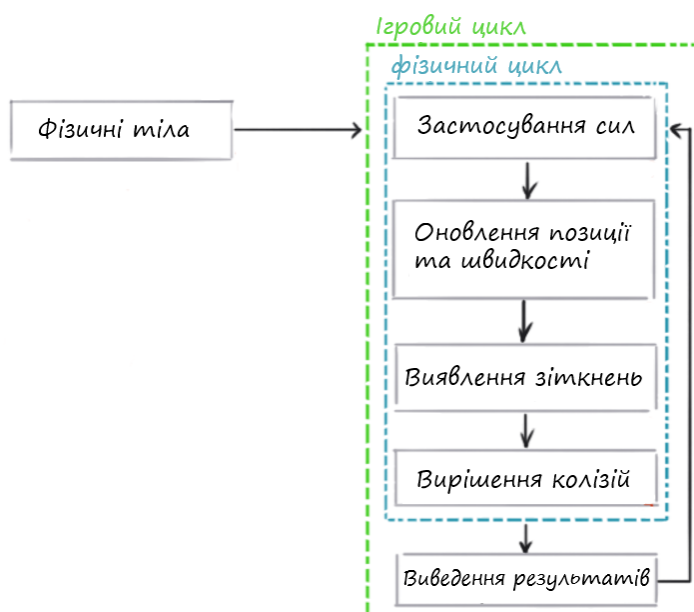 Ігровий цикл
фізичний цикл
Фізичні тіла
Застосування сил
Оновлення позиції
та швидкості
Виявлення зіткнень
Вирішення колізій
Виведення результатів